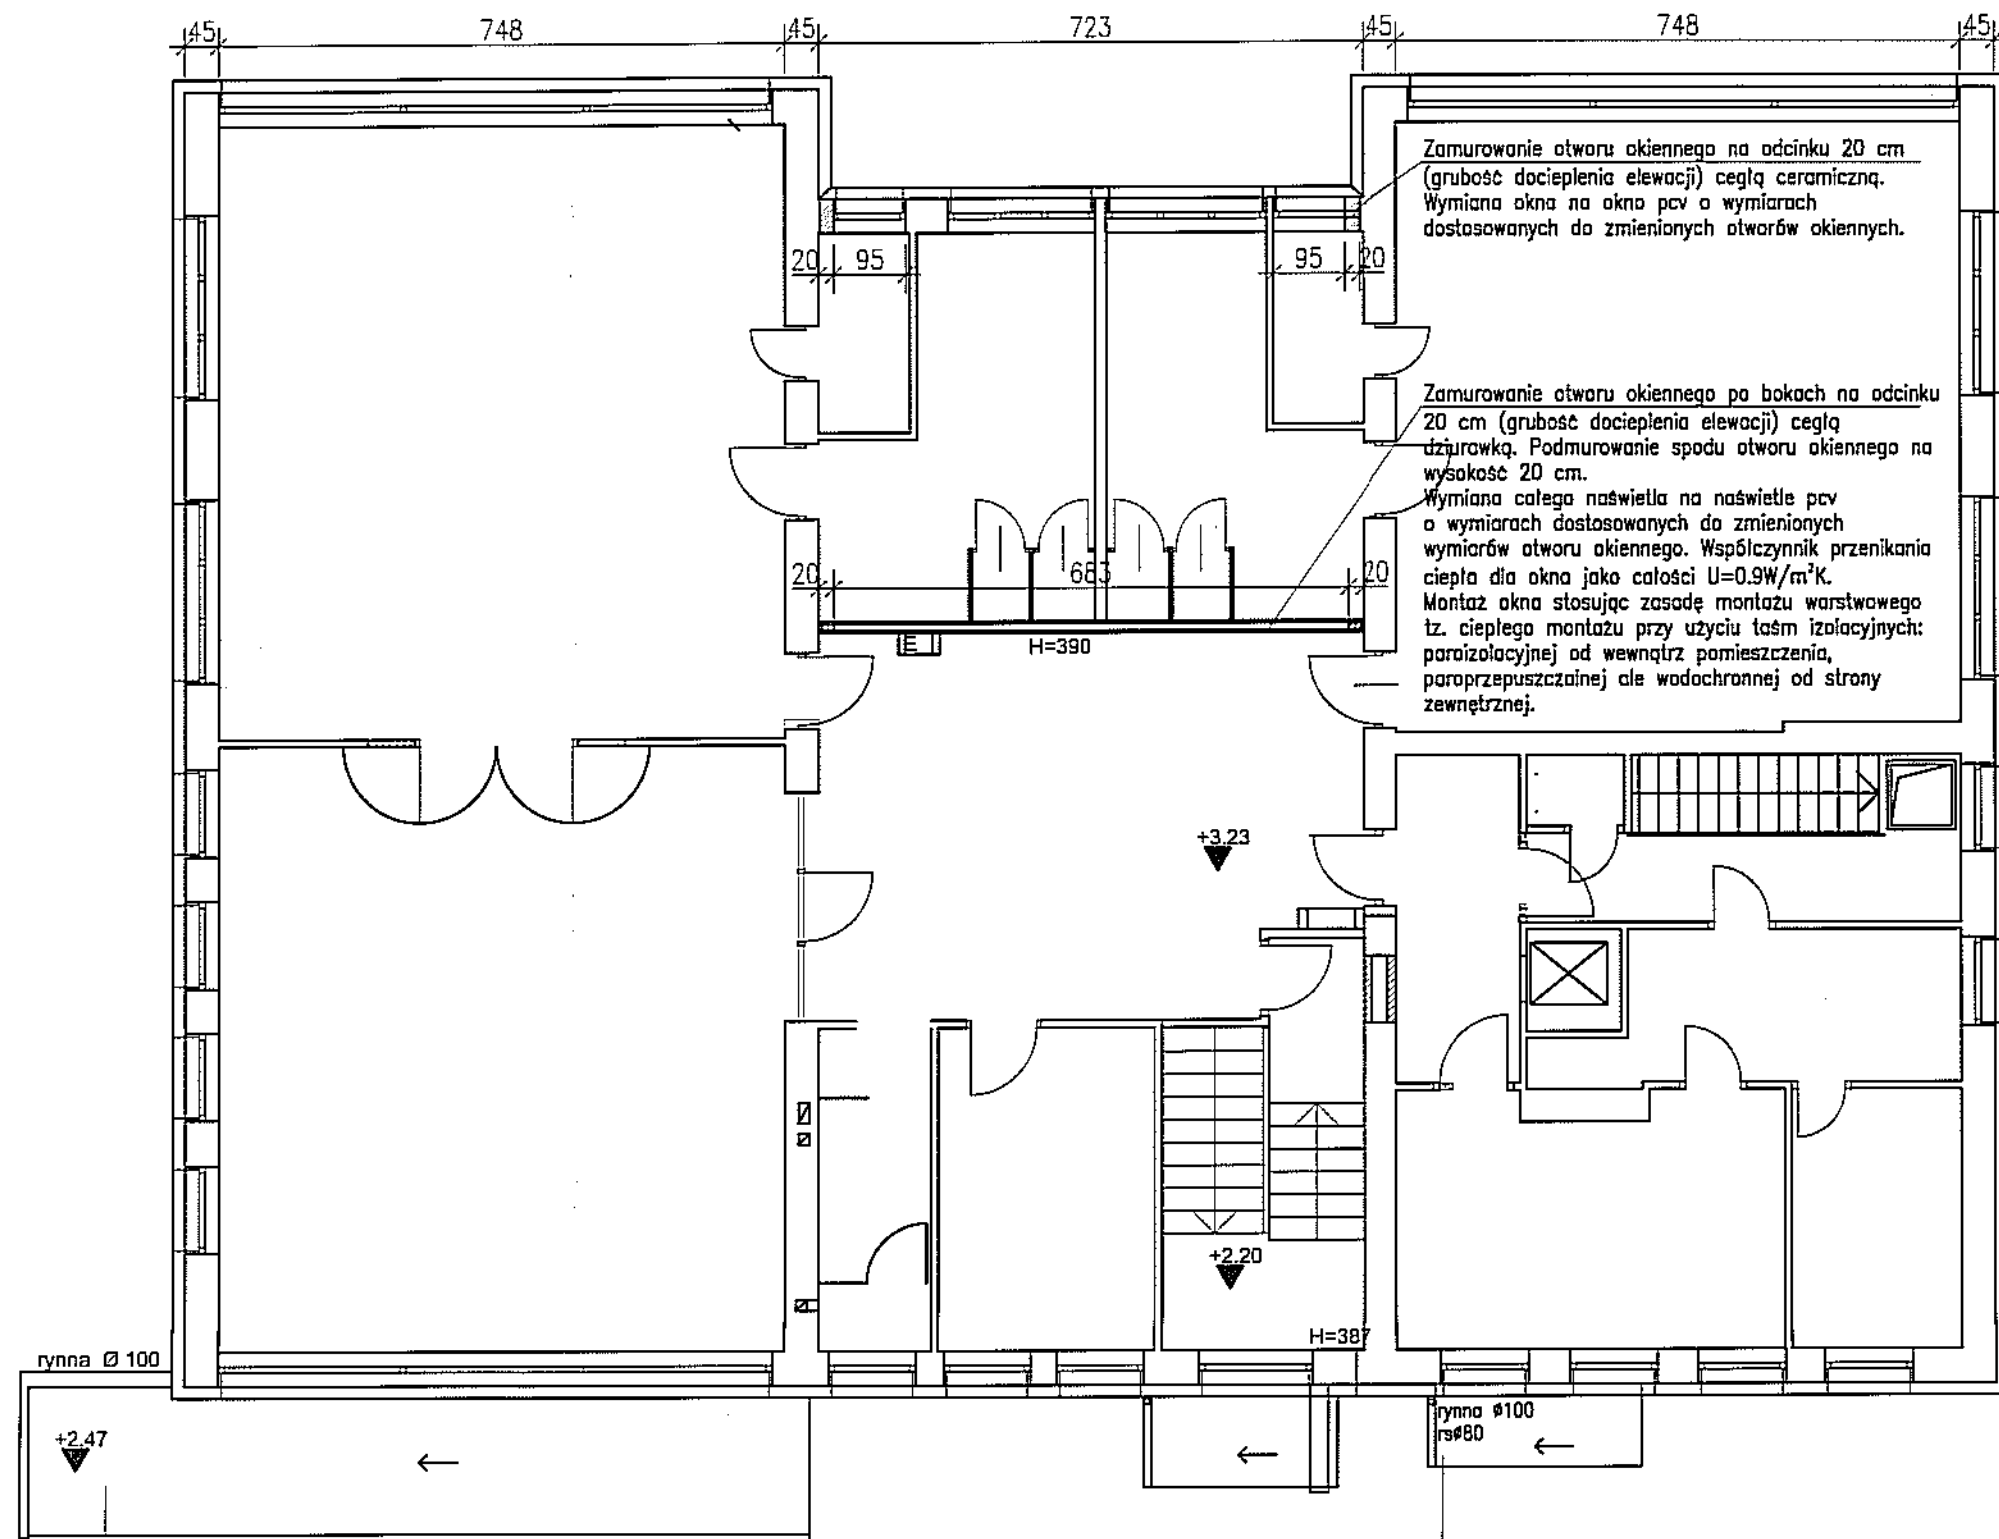 45 748 45 723 45 748 45
Zamurowanie otworu okiennego na odcinku 20 cm
(grubość docieplenia elewacji) cegłą ceramiczną.
Wymiana okna na okno pcv o wymiarach
dostosowanych do zmienionych otworów okiennych.
20 95 95 20
Zamurowanie otworu okiennego po bokach na odcinku
20 cm (grubość docieplenia elewacji) cegłą
dziurawką. Podmurowanie spodu otworu okiennego na
wysokość 20 cm.
Wymiana całego naświetla na naświetle pcv
o wymiarach dostosowanych do zmienionych
wymiarów otworu okiennego. Współczynnik przenikania
ciepła dla okna jako całości U=0.9W/m²K.
Montaż okna stosując zasadę montażu warstwowego
tz. ciepłego montażu przy użyciu taśm izolacyjnych:
paroizolacyjnej od wewnątrz pomieszczenia,
paroprzepuszczalnej ale wodochronnej od strony
zewnętrznej.
20 683 20
E
H=390
+3.23
+2.20
H=387
rynna Ø 100
rynna ø100
rsø80
+2.47